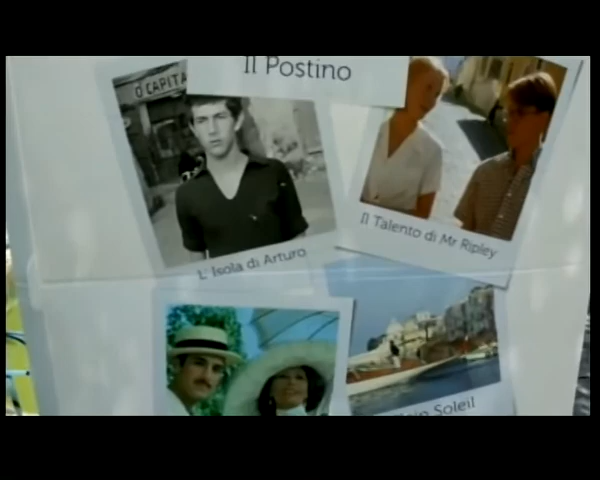 Il Postino
O'CAPITA
L' Isola di Arturo
Il Talento di Mr Ripley
Soleil